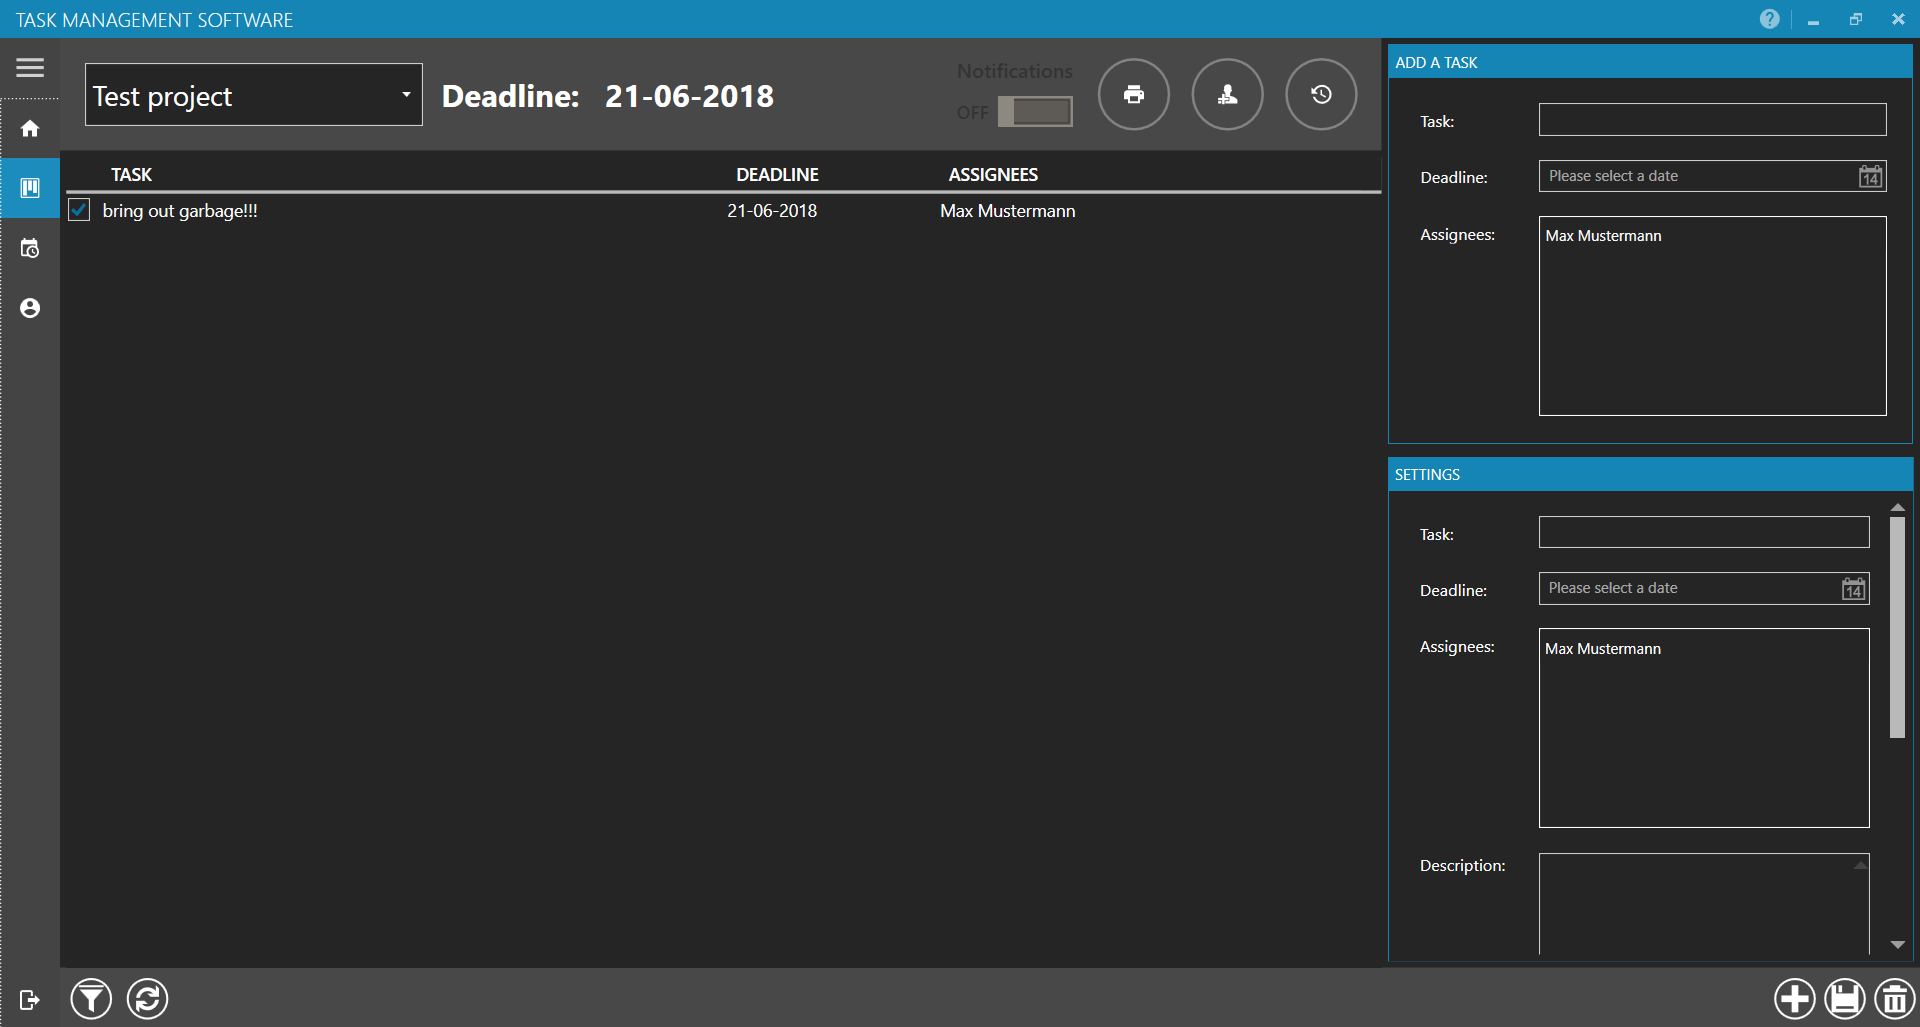 TASK MANAGEMENT SOFTWARE
?
Test project
Deadline: 21-06-2018
Notifications
OFF
TASK DEADLINE ASSIGNEES
bring out garbage!!! 21-06-2018 Max Mustermann
ADD A TASK
Task:
Deadline: Please select a date 14
Assignees: Max Mustermann
SETTINGS
Task:
Deadline: Please select a date 14
Assignees: Max Mustermann
Description: